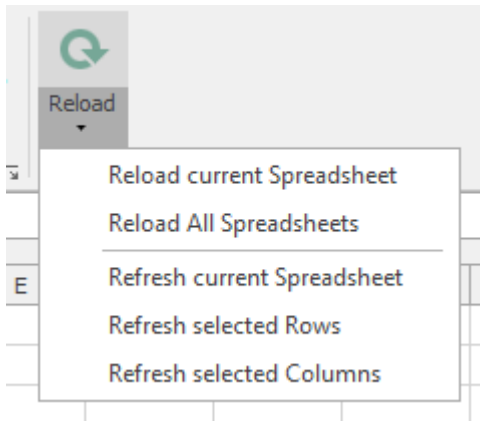 Reload
Reload current Spreadsheet
Reload All Spreadsheets
E
Refresh current Spreadsheet
Refresh selected Rows
Refresh selected Columns